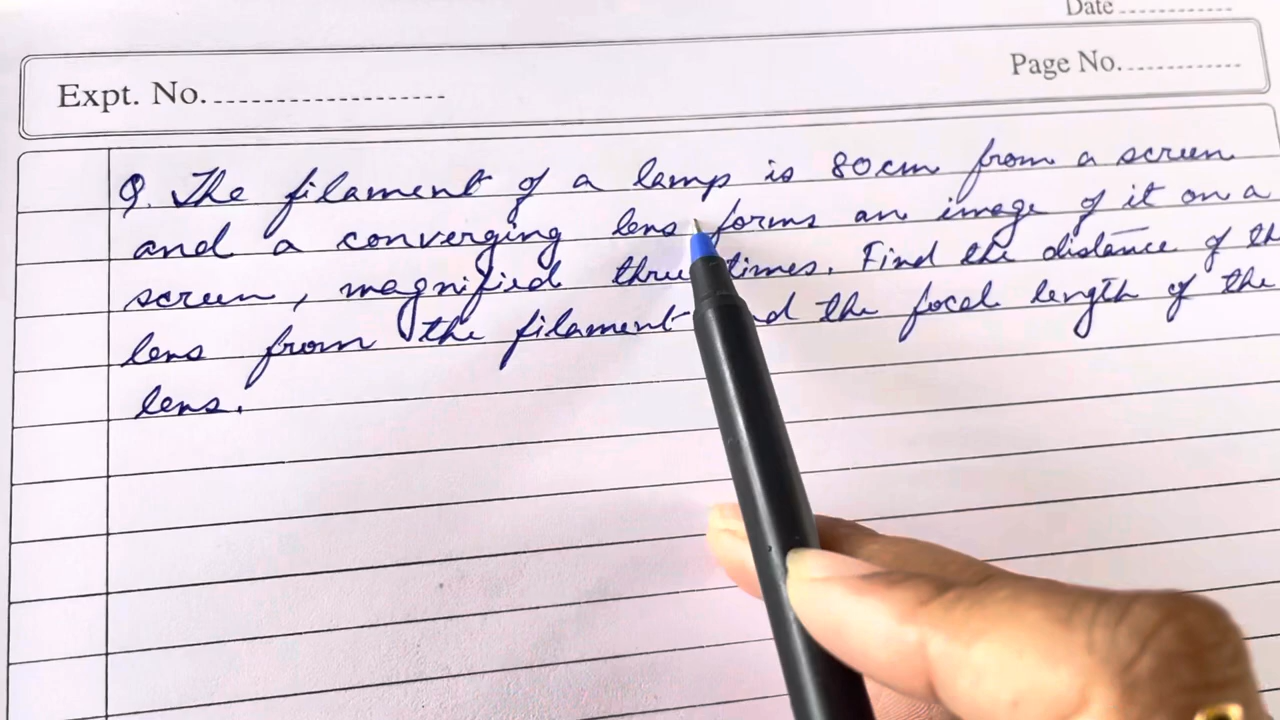 Date ............
Expt. No. ....................
Page No. .............
Q. The filament of a lamp is 80cm from a screen
and a converging lens forms an image of it on a
screen, magnified three times. Find the distance of
lens from the filament the focal length of the
lens.